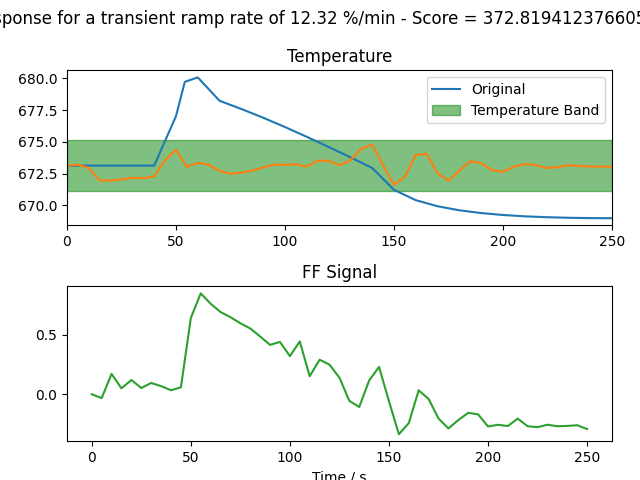 sponse for a transient ramp rate of 12.32 %/min - Score = 372.819412376605
Temperature
680.0
677.5
675.0
672.5
670.0
Original
Temperature Band
0 50 100 150 200 250
FF Signal
0.5
0.0
0 50 100 150 200 250
Time / s